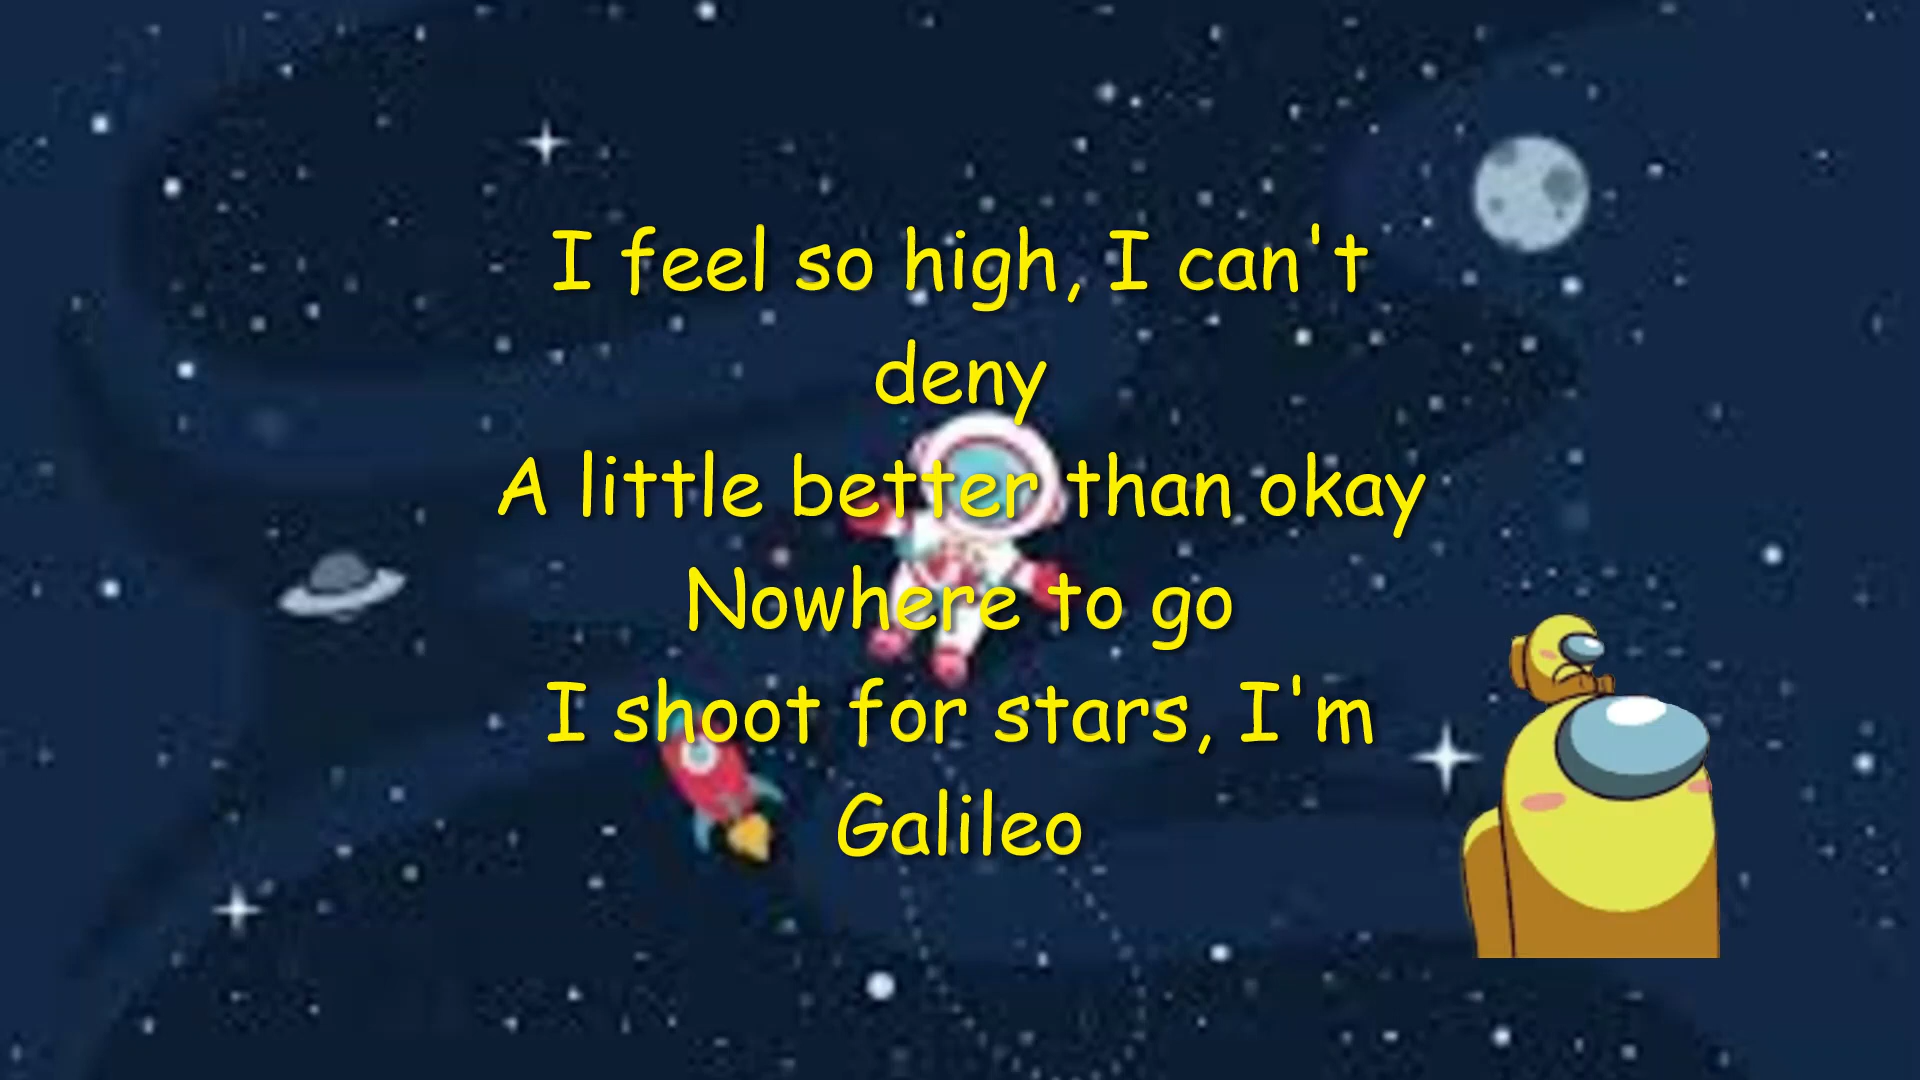 I feel so high, I can't
deny
A little better than okay
Nowhere to go
I shoot for stars, I'm
Galileo